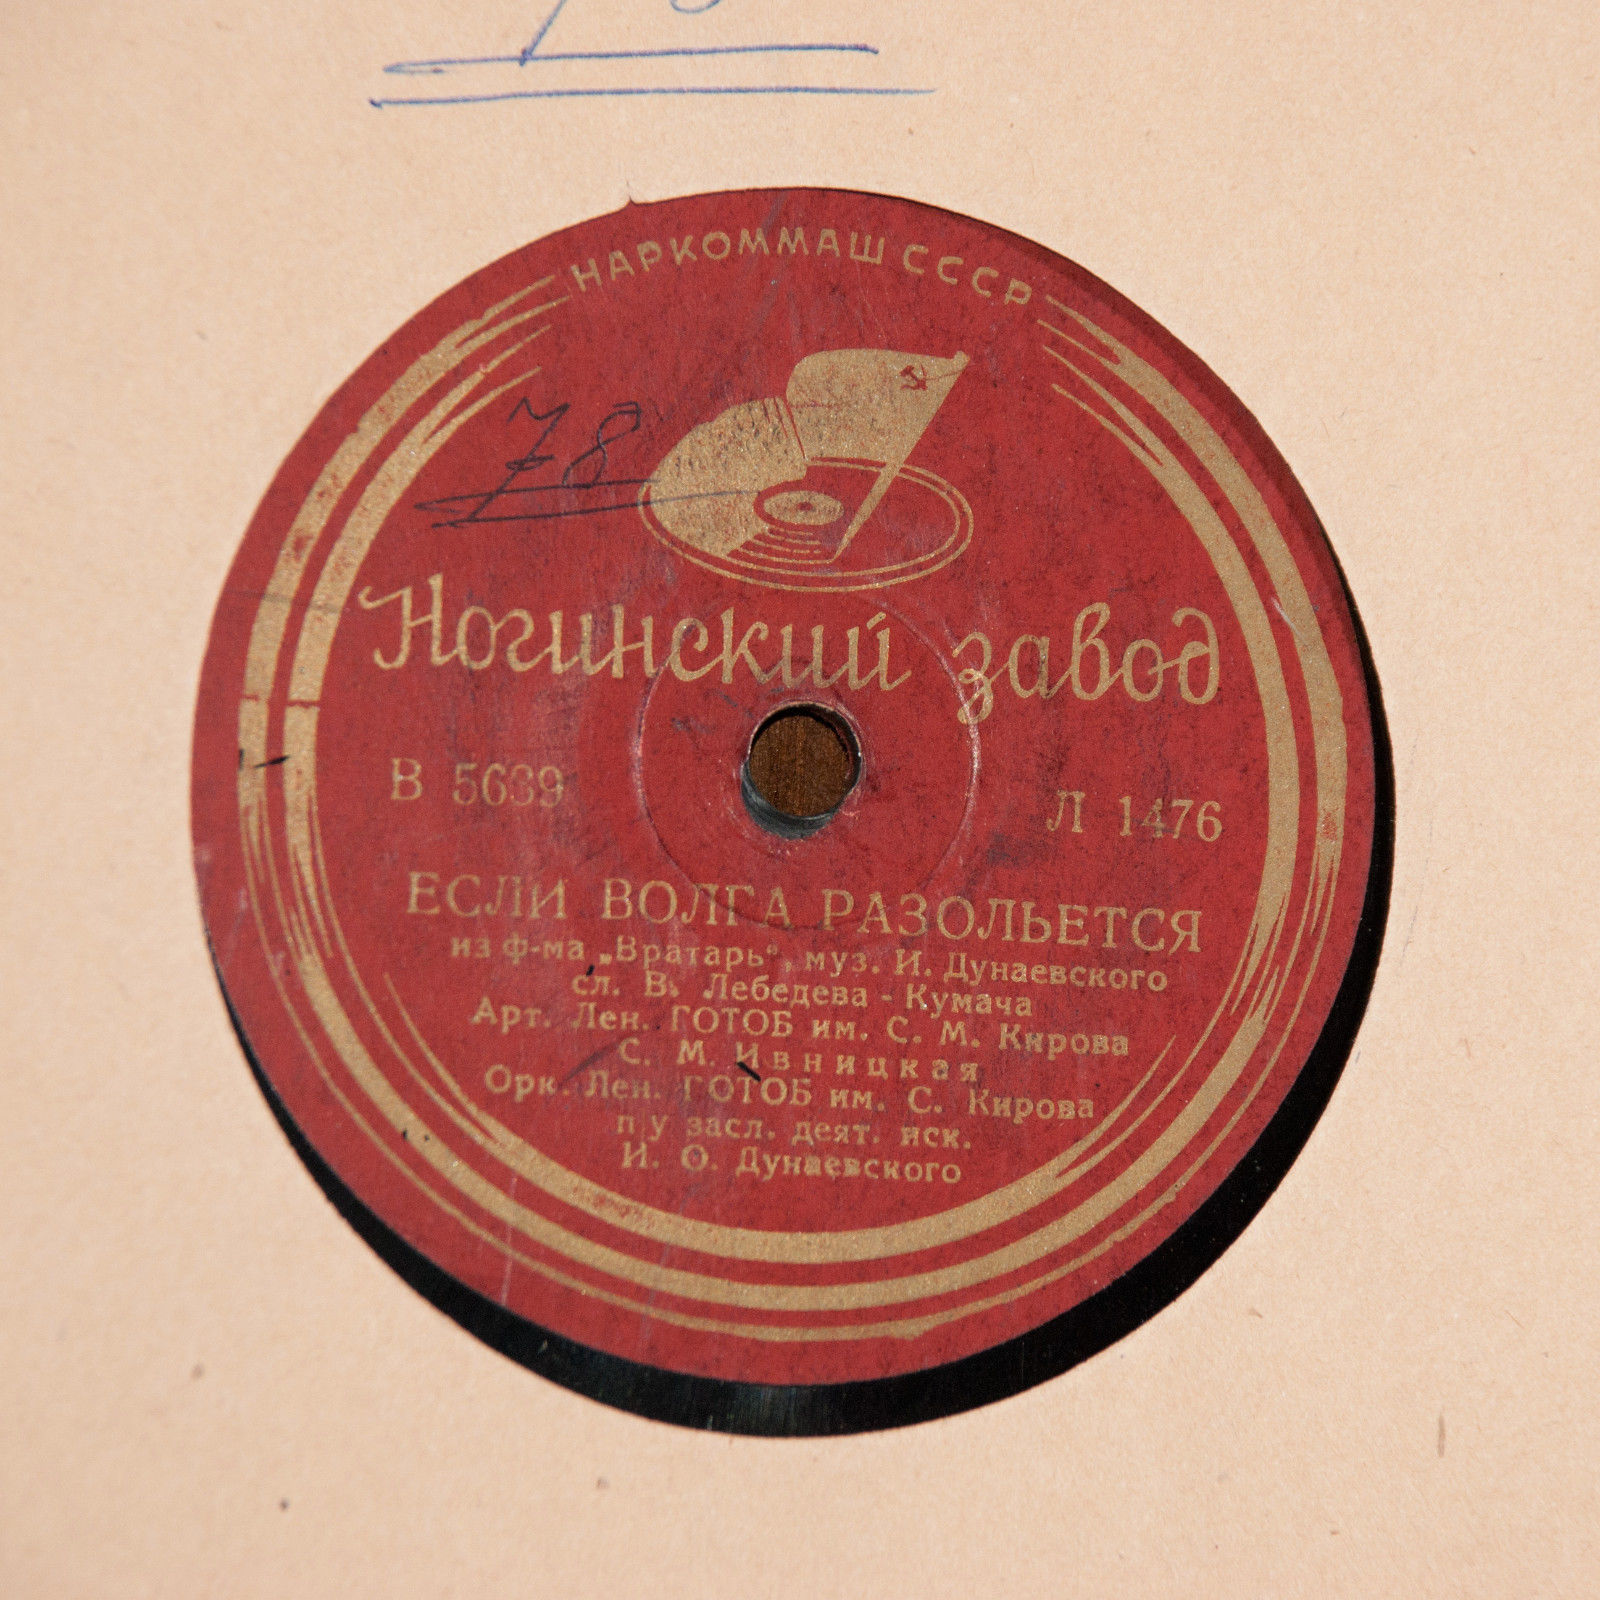 НАРКОММАШ СССР
78
Ногинский завод
В 5639
Л 1476
ЕСЛИ ВОЛГА РАЗОЛЬЕТСЯ
из ф-ма „Вратарь", муз. И. Дунаевского
сл. В. Лебедева - Кумача
Арт. Лен. ГОТОБ им. С. М. Кирова
С. М. Ивницкая
Орк. Лен. ГОТОБ им. С. Кирова
п/у засл. деят. иск.
И. О. Дунаевского